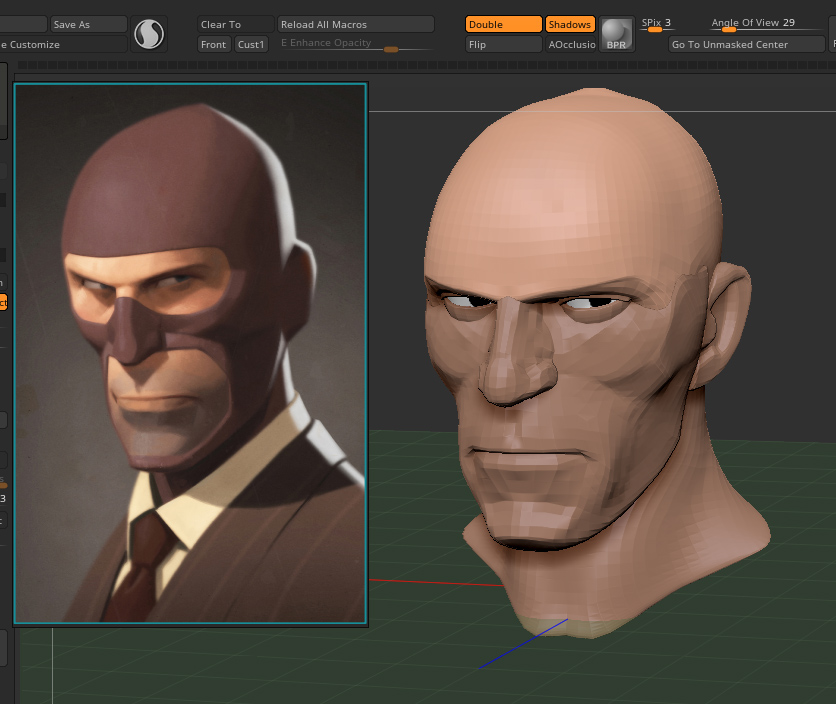 Save As
Clear To
Reload All Macros
Double
Shadows
SPix 3
Angle Of View 29
e Customize
Front
Cust1
E Enhance Opacity
Flip
AOcclusio
BPR
Go To Unmasked Center
3